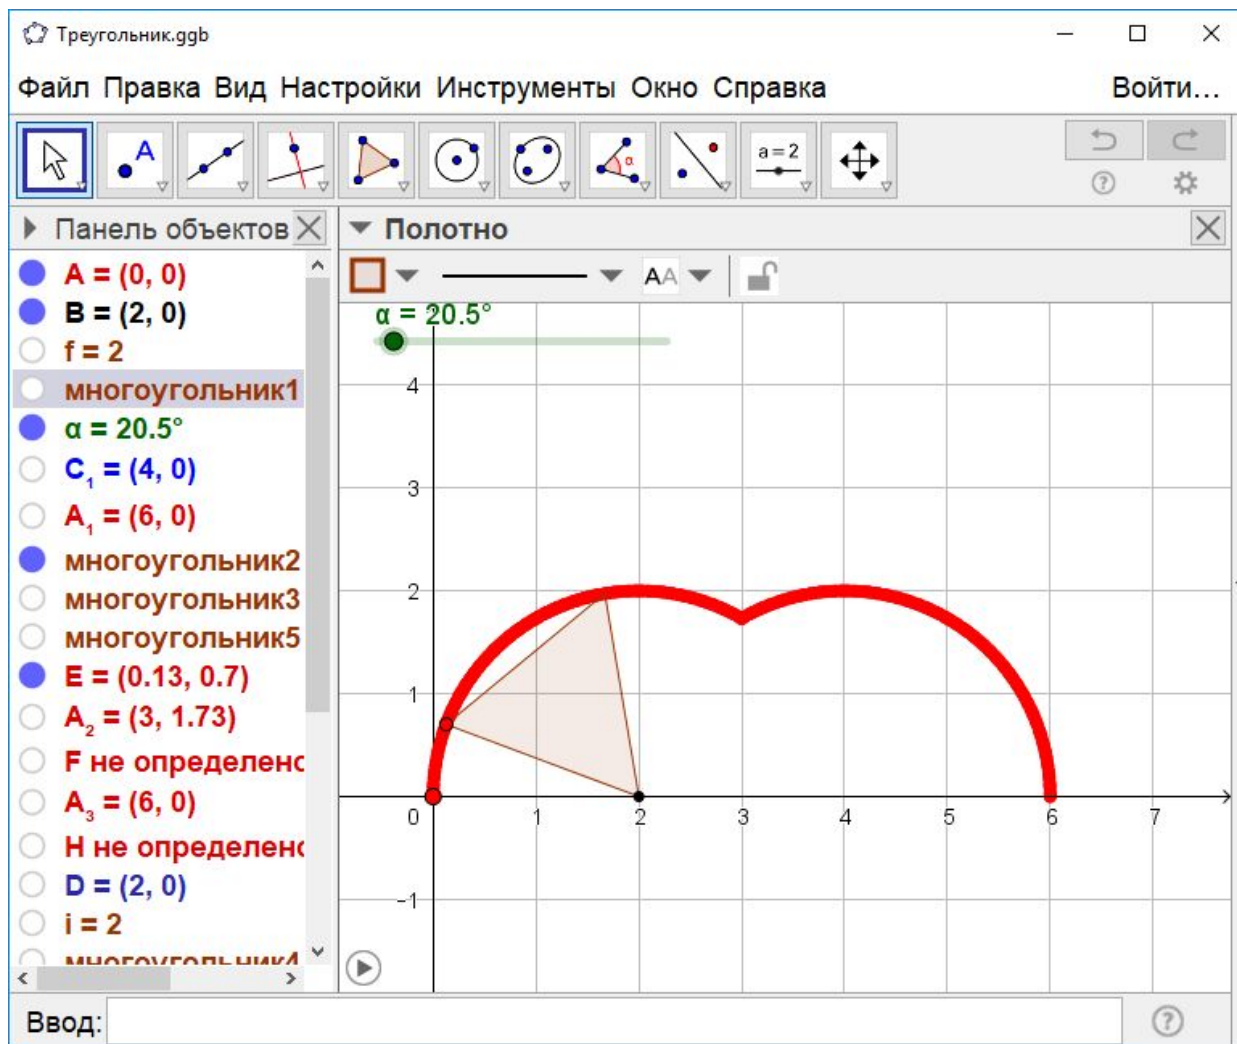 Треугольник.ggb
Файл Правка Вид Настройки Инструменты Окно Справка Войти...
A α a = 2
Панель объектов
Полотно
AA
A = (0, 0)
B = (2, 0)
f = 2
многоугольник1
α = 20.5°
C₁ = (4, 0)
A₁ = (6, 0)
многоугольник2
многоугольник3
многоугольник5
E = (0.13, 0.7)
A₂ = (3, 1.73)
F не определено
A₃ = (6, 0)
H не определено
D = (2, 0)
i = 2
многоугольник4
α = 20.5°
4
3
2
1
0 1 2 3 4 5 6 7
−1
Ввод: